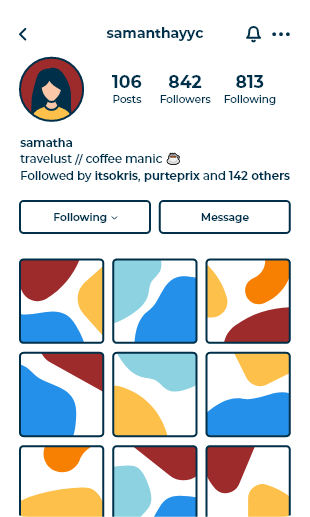 samanthayyc
106 842 813
Posts Followers Following
samatha
travelust // coffee manic ☕
Followed by itsokris, purteprix and 142 others
Following Message